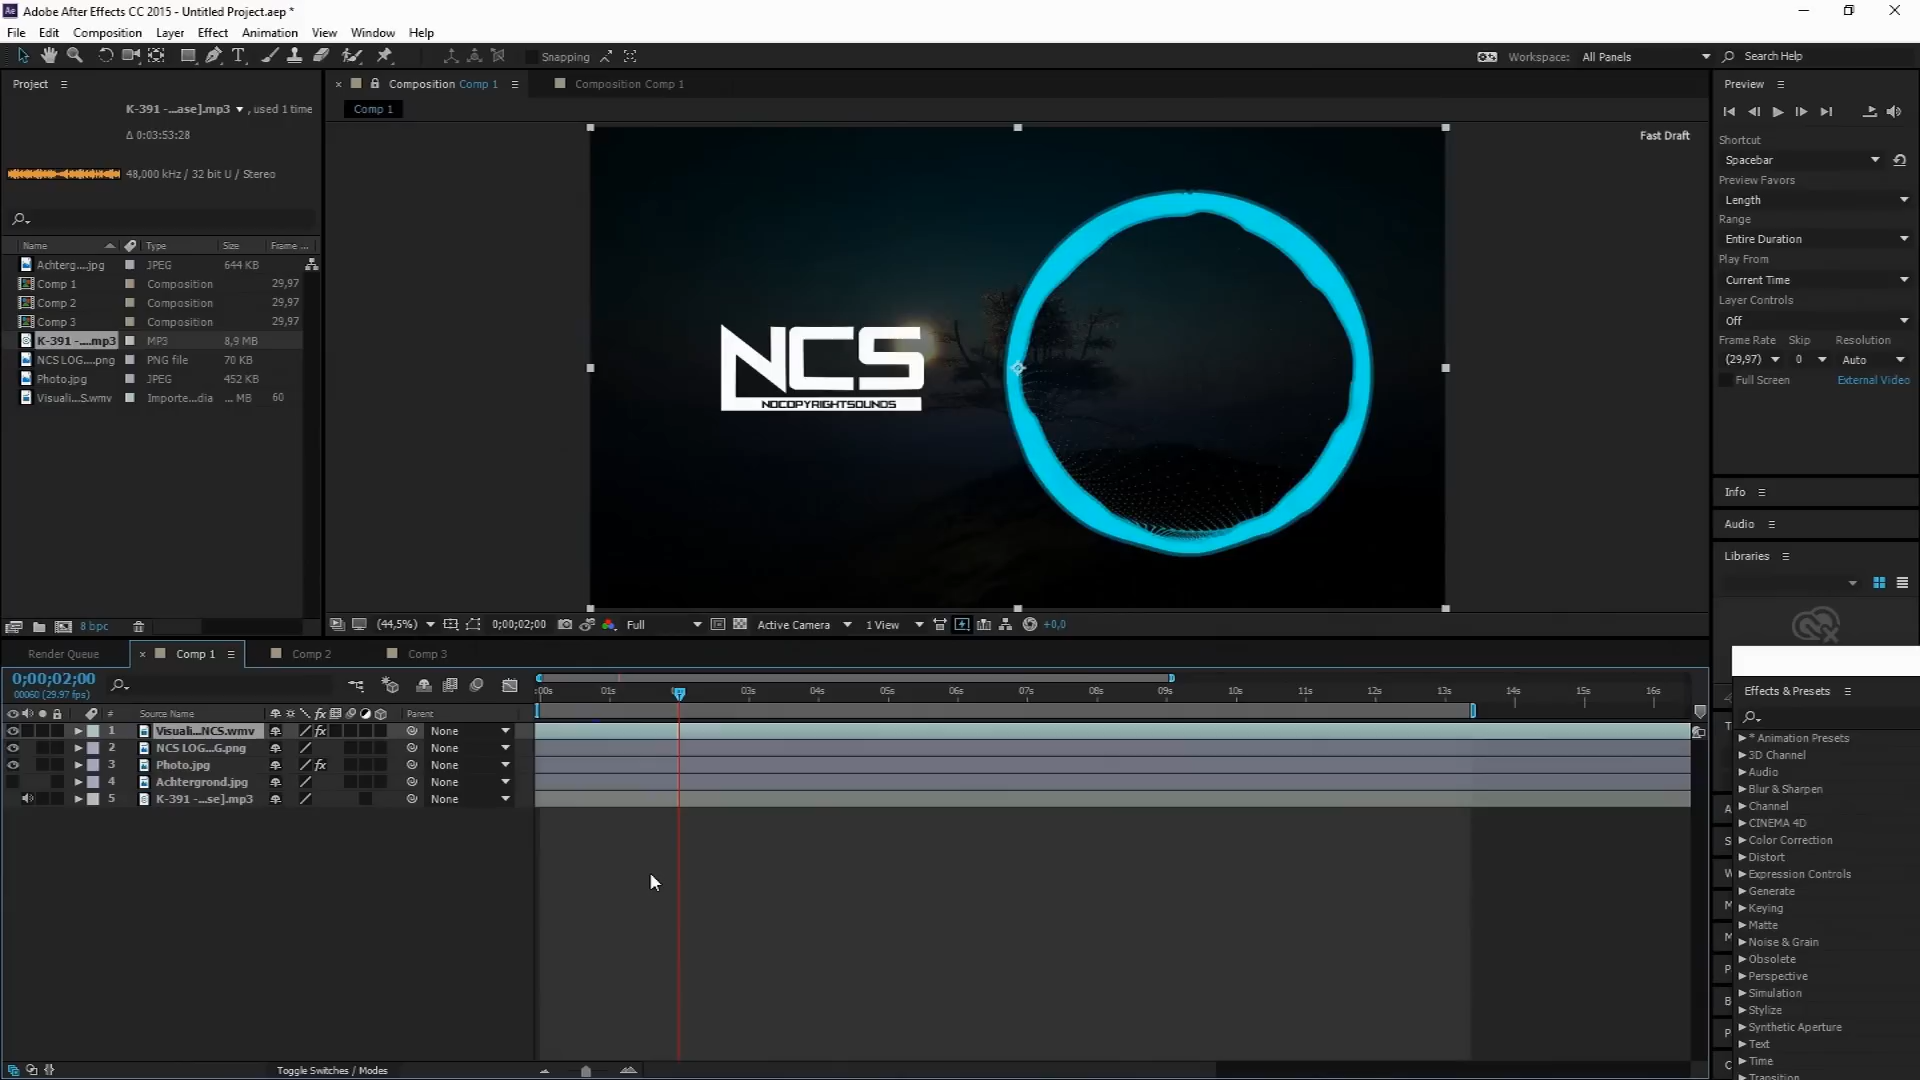 Adobe After Effects CC 2015 - Untitled Project.aep *
File Edit Composition Layer Effect Animation View Window Help
Snapping
Workspace: All Panels
Search Help
Project
K-391 -...ase].mp3 , used 1 time
Δ 0:03:53:28
48,000 kHz / 32 bit U / Stereo
Name Type Size Frame ...
Achterg....jpg JPEG 644 KB
Comp 1 Composition 29,97
Comp 2 Composition 29,97
Comp 3 Composition 29,97
K-391 -....mp3 MP3 8,9 MB
NCS LOG....png PNG file 70 KB
Photo.jpg JPEG 452 KB
Visuali...S.wmv Importe...dia ... MB 60
8 bpc
Composition Comp 1
Composition Comp 1
Comp 1
Fast Draft
NCS
NOCOPYRIGHTSOUNDS
(44,5%) 0;00;02;00 Full Active Camera 1 View +0,0
Preview
Shortcut
Spacebar
Preview Favors
Length
Range
Entire Duration
Play From
Current Time
Layer Controls
Off
Frame Rate Skip Resolution
(29,97) 0 Auto
Full Screen External Video
Info
Audio
Libraries
Effects & Presets
* Animation Presets
3D Channel
Audio
Blur & Sharpen
Channel
CINEMA 4D
Color Correction
Distort
Expression Controls
Generate
Keying
Matte
Noise & Grain
Obsolete
Perspective
Simulation
Stylize
Synthetic Aperture
Text
Time
Transition
Render Queue Comp 1 Comp 2 Comp 3
0;00;02;00
00060 (29.97 fps)
:00s 01s 03s 04s 05s 06s 07s 08s 09s 10s 11s 12s 13s 14s 15s 16s
# Source Name Parent
1 Visuali...NCS.wmv fx None
2 NCS LOG...G.png None
3 Photo.jpg fx None
4 Achtergrond.jpg None
5 K-391 -...se].mp3 None
Toggle Switches / Modes